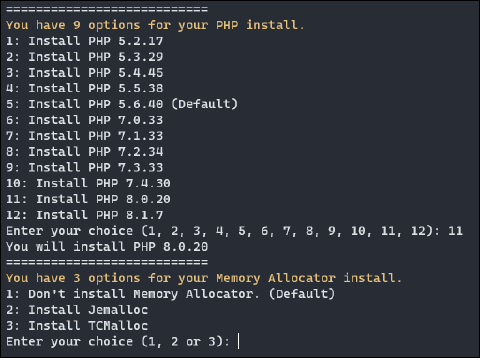 ===========================
You have 9 options for your PHP install.
1: Install PHP 5.2.17
2: Install PHP 5.3.29
3: Install PHP 5.4.45
4: Install PHP 5.5.38
5: Install PHP 5.6.40 (Default)
6: Install PHP 7.0.33
7: Install PHP 7.1.33
8: Install PHP 7.2.34
9: Install PHP 7.3.33
10: Install PHP 7.4.30
11: Install PHP 8.0.20
12: Install PHP 8.1.7
Enter your choice (1, 2, 3, 4, 5, 6, 7, 8, 9, 10, 11, 12): 11
You will install PHP 8.0.20
===========================
You have 3 options for your Memory Allocator install.
1: Don't install Memory Allocator. (Default)
2: Install Jemalloc
3: Install TCMalloc
Enter your choice (1, 2 or 3):